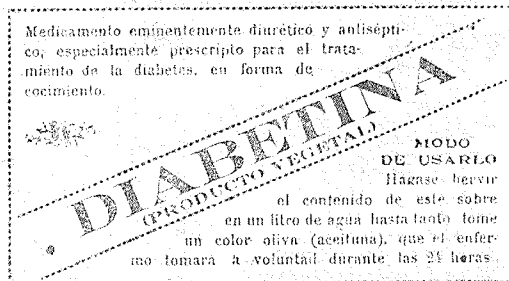 Medicamento eminentemente diurético y antisépti-
co, especialmente prescripto para el trata-
miento de la diabetes, en forma de
cocimiento.
DIABETINA
(PRODUCTO VEGETAL)
MODO
DE USARLO
Hágase hervir
el contenido de este sobre
en un litro de agua hasta tanto tome
un color oliva (aceituna), que el enfer-
mo tomará á voluntad durante las 24 horas.